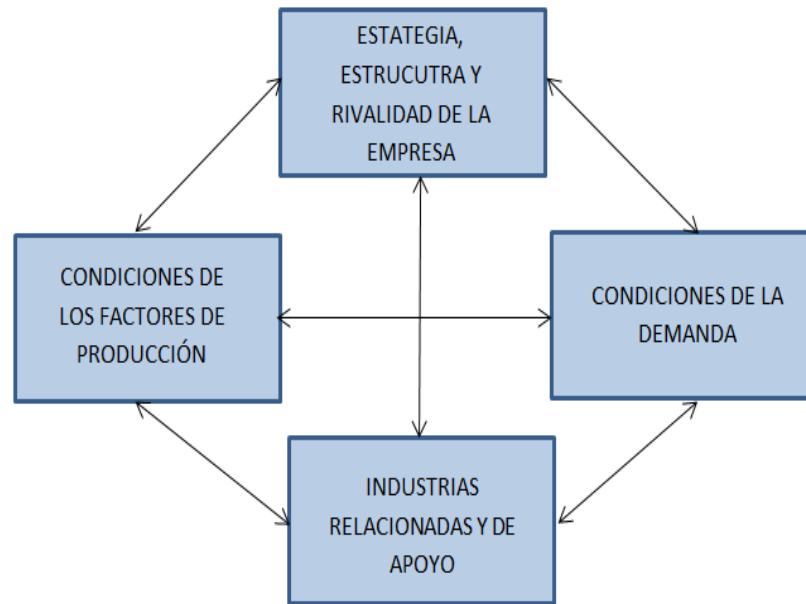 ESTATEGIA,
ESTRUCUTRA Y
RIVALIDAD DE LA
EMPRESA
CONDICIONES DE
LOS FACTORES DE
PRODUCCIÓN
CONDICIONES DE LA
DEMANDA
INDUSTRIAS
RELACIONADAS Y DE
APOYO